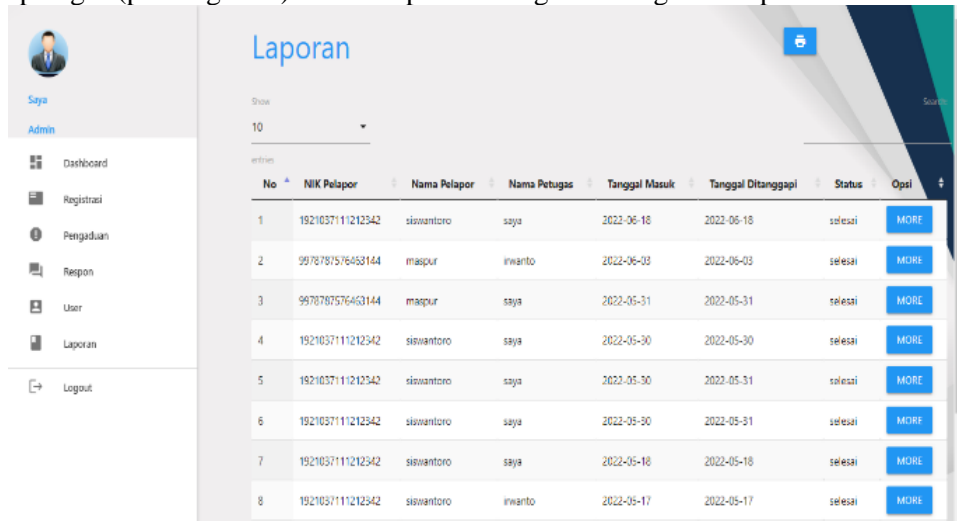 Laporan
Saya
Admin
Dashboard
Registrasi
Pengaduan
Respon
User
Laporan
Logout
Show
10
entries
Search:
No NIK Pelapor Nama Pelapor Nama Petugas Tanggal Masuk Tanggal Ditanggapi Status Opsi
1 1921037111212342 siswantoro saya 2022-06-18 2022-06-18 selesai MORE
2 9978787576463144 maspur irwanto 2022-06-03 2022-06-03 selesai MORE
3 9978787576463144 maspur saya 2022-05-31 2022-05-31 selesai MORE
4 1921037111212342 siswantoro saya 2022-05-30 2022-05-30 selesai MORE
5 1921037111212342 siswantoro saya 2022-05-30 2022-05-31 selesai MORE
6 1921037111212342 siswantoro saya 2022-05-30 2022-05-31 selesai MORE
7 1921037111212342 siswantoro saya 2022-05-18 2022-05-18 selesai MORE
8 1921037111212342 siswantoro irwanto 2022-05-17 2022-05-17 selesai MORE